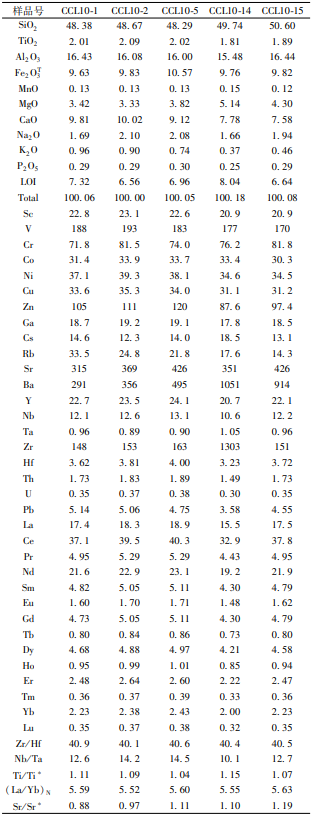 样品号 CCL10-1 CCL10-2 CCL10-5 CCL10-14 CCL10-15
SiO2 48.38 48.67 48.29 49.74 50.60
TiO2 2.01 2.09 2.02 1.81 1.89
Al2O3 16.43 16.08 16.00 15.48 16.44
Fe2O3T 9.63 9.83 10.57 9.76 9.82
MnO 0.13 0.13 0.13 0.15 0.12
MgO 3.42 3.33 3.82 5.14 4.30
CaO 9.81 10.02 9.12 7.78 7.58
Na2O 1.69 2.10 2.08 1.66 1.94
K2O 0.96 0.90 0.74 0.37 0.46
P2O5 0.29 0.29 0.30 0.25 0.29
LOI 7.32 6.56 6.96 8.04 6.64
Total 100.06 100.00 100.05 100.18 100.08
Sc 22.8 23.1 22.6 20.9 20.9
V 188 193 183 177 170
Cr 71.8 81.5 74.0 76.2 81.8
Co 31.4 33.9 33.7 33.4 30.3
Ni 37.1 39.3 38.1 34.6 34.5
Cu 33.6 35.3 34.0 31.1 31.2
Zn 105 111 120 87.6 97.4
Ga 18.7 19.2 19.1 17.8 18.5
Cs 14.6 12.3 14.0 18.5 13.1
Rb 33.5 24.8 21.8 17.6 14.3
Sr 315 369 426 351 426
Ba 291 356 495 1051 914
Y 22.7 23.5 24.1 20.7 22.1
Nb 12.1 12.6 13.1 10.6 12.2
Ta 0.96 0.89 0.90 1.05 0.96
Zr 148 153 163 1303 151
Hf 3.62 3.81 4.00 3.23 3.72
Th 1.73 1.83 1.89 1.49 1.73
U 0.35 0.37 0.38 0.30 0.35
Pb 5.14 5.06 4.75 3.58 4.55
La 17.4 18.3 18.9 15.5 17.5
Ce 37.1 39.5 40.3 32.9 37.8
Pr 4.95 5.29 5.29 4.43 4.95
Nd 21.6 22.9 23.1 19.2 21.9
Sm 4.82 5.05 5.11 4.30 4.79
Eu 1.60 1.70 1.71 1.48 1.62
Gd 4.73 5.05 5.11 4.30 4.79
Tb 0.80 0.84 0.86 0.73 0.80
Dy 4.68 4.88 4.97 4.21 4.58
Ho 0.95 0.99 1.01 0.85 0.94
Er 2.48 2.64 2.60 2.22 2.47
Tm 0.36 0.37 0.39 0.33 0.36
Yb 2.23 2.38 2.43 2.00 2.23
Lu 0.35 0.37 0.38 0.32 0.35
Zr/Hf 40.9 40.1 40.6 40.4 40.5
Nb/Ta 12.6 14.2 14.5 10.1 12.7
Ti/Ti* 1.11 1.09 1.04 1.15 1.07
(La/Yb)N 5.59 5.52 5.60 5.55 5.63
Sr/Sr* 0.88 0.97 1.11 1.10 1.19